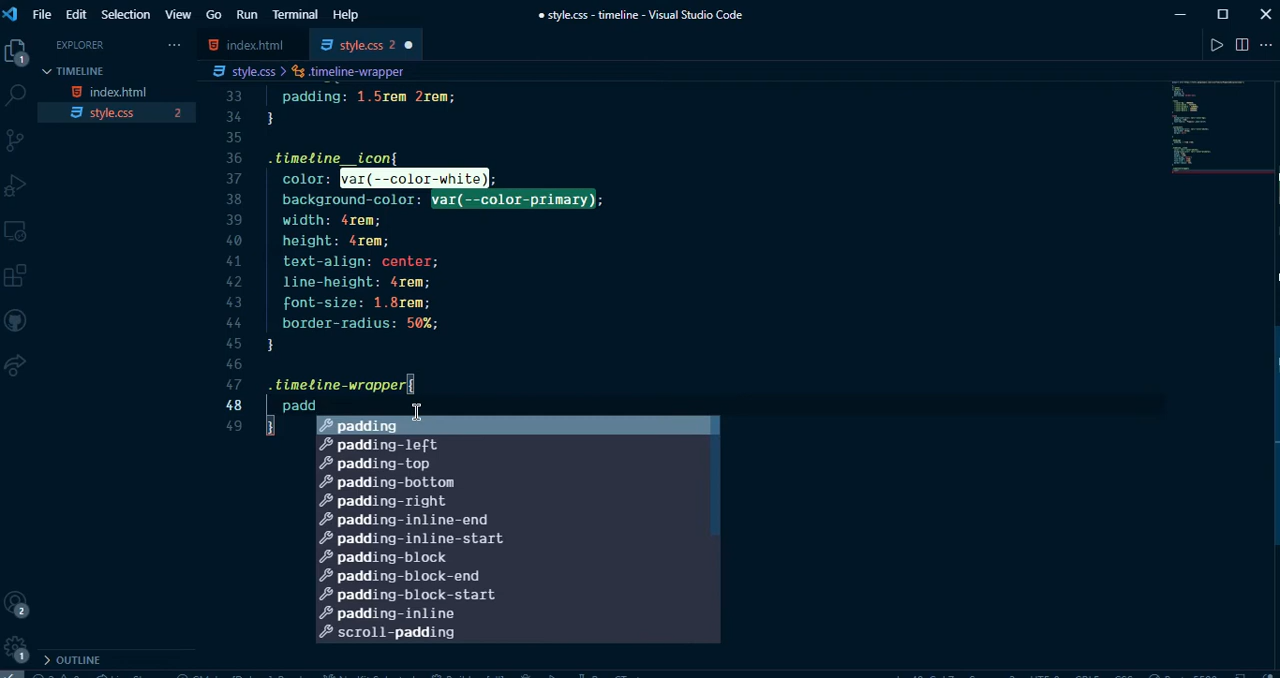 File Edit Selection View Go Run Terminal Help
● style.css - timeline - Visual Studio Code
EXPLORER
index.html
style.css 2
TIMELINE
style.css > .timeline-wrapper
index.html
style.css 2
33 padding: 1.5rem 2rem;
34 }
35
36 .timeline__icon{
37 color: var(--color-white);
38 background-color: var(--color-primary);
39 width: 4rem;
40 height: 4rem;
41 text-align: center;
42 line-height: 4rem;
43 font-size: 1.8rem;
44 border-radius: 50%;
45 }
46
47 .timeline-wrapper{
48 padd
49 }
padding
padding-left
padding-top
padding-bottom
padding-right
padding-inline-end
padding-inline-start
padding-block
padding-block-end
padding-block-start
padding-inline
scroll-padding
1
2
1
OUTLINE